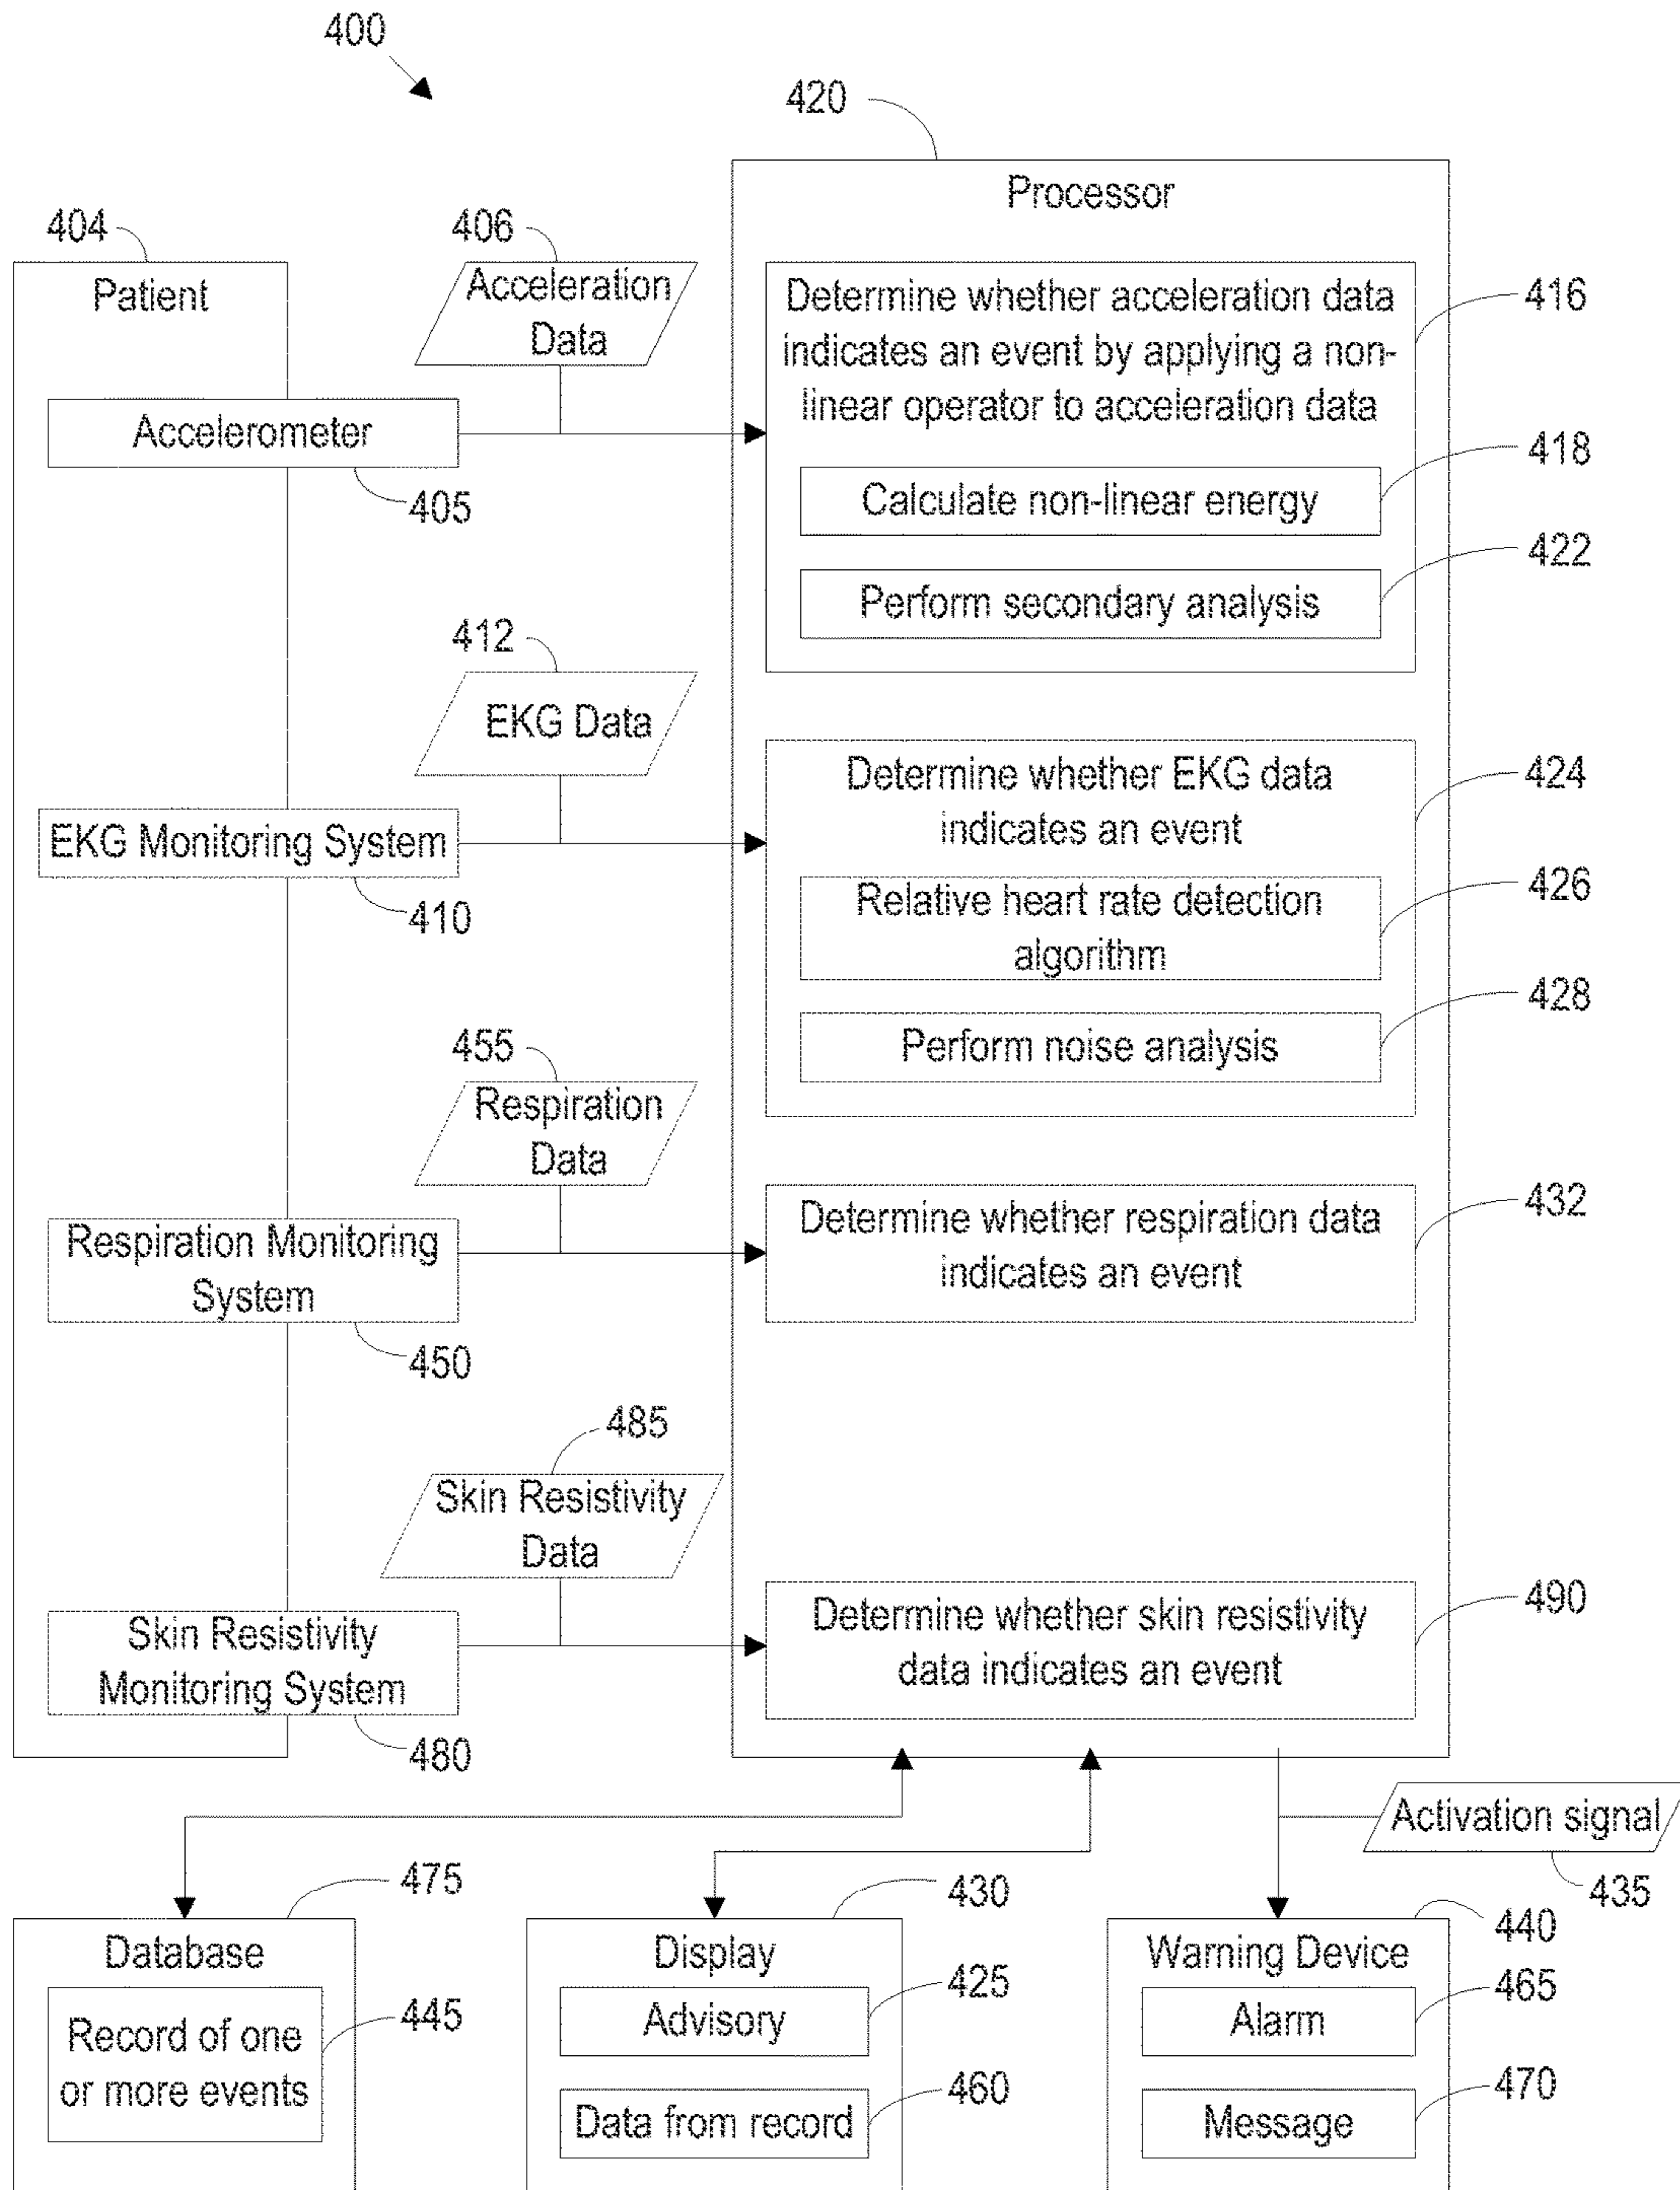 400
420
Processor
404
Patient
406
Acceleration
Data
Accelerometer
405
Determine whether acceleration data
indicates an event by applying a non-
linear operator to acceleration data
416
Calculate non-linear energy
418
Perform secondary analysis
422
412
EKG Data
EKG Monitoring System
410
Determine whether EKG data
indicates an event
424
Relative heart rate detection
algorithm
426
Perform noise analysis
428
455
Respiration
Data
Respiration Monitoring
System
450
Determine whether respiration data
indicates an event
432
485
Skin Resistivity
Data
Skin Resistivity
Monitoring System
480
Determine whether skin resistivity
data indicates an event
490
Activation signal
435
475
Database
Record of one
or more events
445
430
Display
Advisory
425
Data from record
460
440
Warning Device
Alarm
465
Message
470